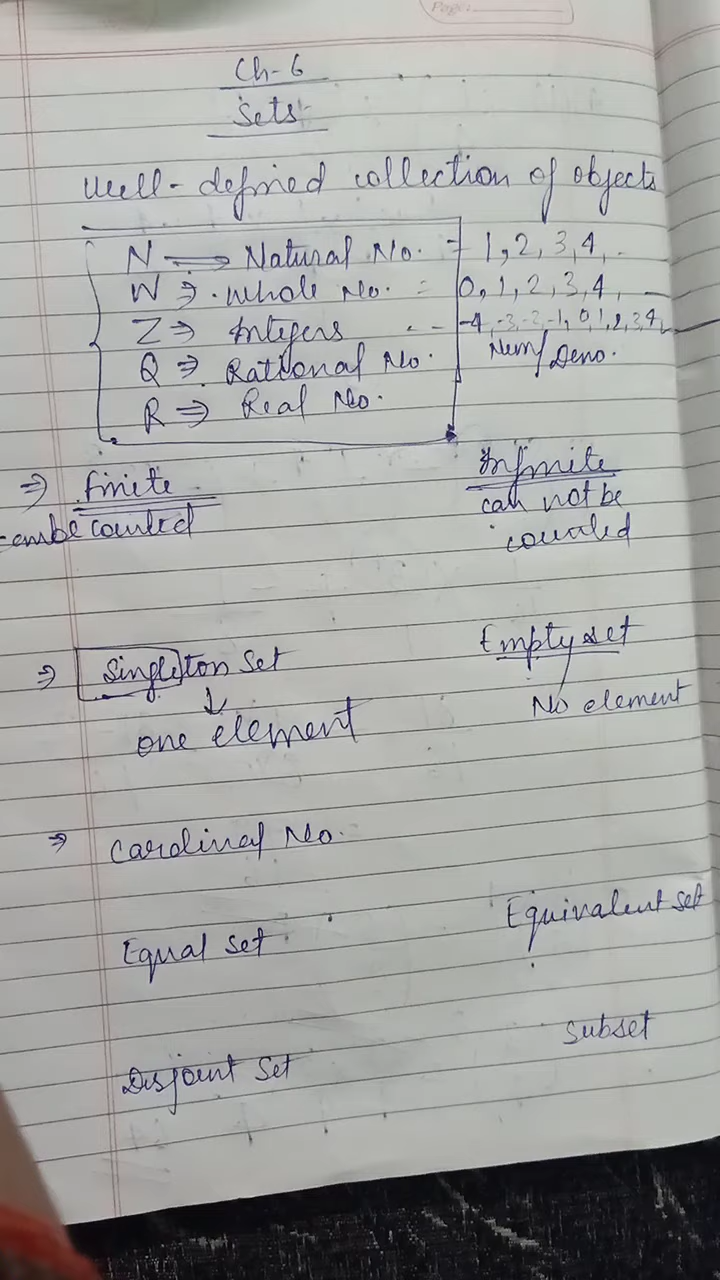 Page:
Ch-6
Sets:
Well-defined collection of objects
N ⇒ Natural No. - 1, 2, 3, 4, .
W ⇒ . Whole No. = 0, 1, 2, 3, 4,
Z ⇒ Integers .. -4, -3, -2, -1, 0, 1, 2, 3, 4,
Q ⇒ Rational No. Num/Deno.
R ⇒ Real No.
⇒ finite Infinite
can be counted can not be
counted
⇒ Singleton Set Empty set
↓ No element
one element
⇒ Cardinal No.
Equal Set Equivalent Set
Disjoint Set Subset